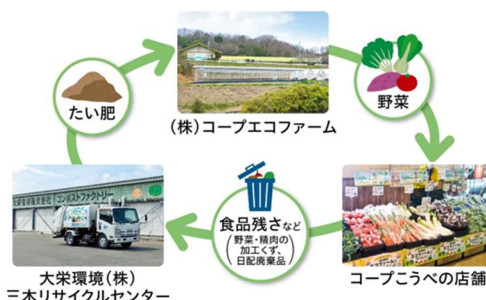 たい肥
(株)コープエコファーム
野菜
食品残さなど
(野菜・精肉の
加工くず、
日配廃棄品)
コープこうべの店舗
コンポストファクトリー
大栄環境(株)
三木リサイクルセンター